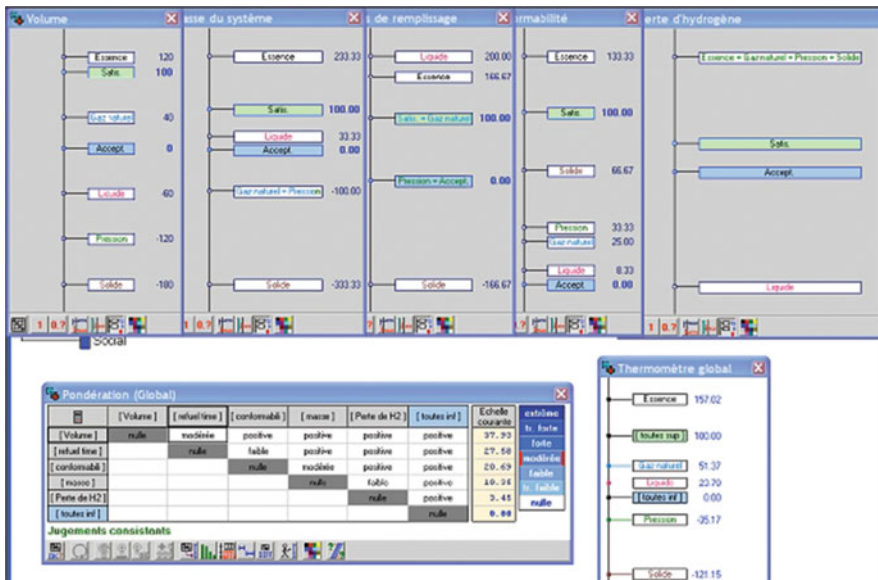 Volume
Essence 120
Satis. 100
Gaz naturel 40
Accept. 0
Liquide -60
Pression -120
Solide -180
asse du système
Essence 233.33
Satis. 100.00
Liquide 33.33
Accept. 0.00
Gaz naturel = Pression -100.00
Solide -333.33
s de remplissage
Liquide 200.00
Essence 166.67
Satis. = Gaz naturel 100.00
Pression = Accept. 0.00
Solide -166.67
rmabilité
Essence 133.33
Satis. 100.00
Solide 66.67
Pression 33.33
Gaz naturel 25.00
Liquide 8.33
Accept. 0.00
erte d'hydrogène
Essence = Gaz naturel = Pression = Solide
Satis.
Accept.
Liquide
Social
Pondération (Global)
[ Volume ] [ refuel time ] [ conformabili ] [ masse ] [ Perte de H2 ] [ toutes inf ] Echelle courante
[ Volume ] nulle modérée positive positive positive positive 37.93
[ refuel time ] nulle faible positive positive positive 27.58
[ conformabili ] nulle modérée positive positive 20.69
[ masse ] nulle faible positive 10.35
[ Perte de H2 ] nulle positive 3.45
[ toutes inf ] nulle 0.00
extrême
tr. forte
forte
modérée
faible
tr. faible
nulle
Jugements consistants
Thermomètre global
Essence 157.02
[ toutes sup ] 100.00
Gaz naturel 51.37
Liquide 23.70
[ toutes inf ] 0.00
Pression -35.17
Solide -121.15